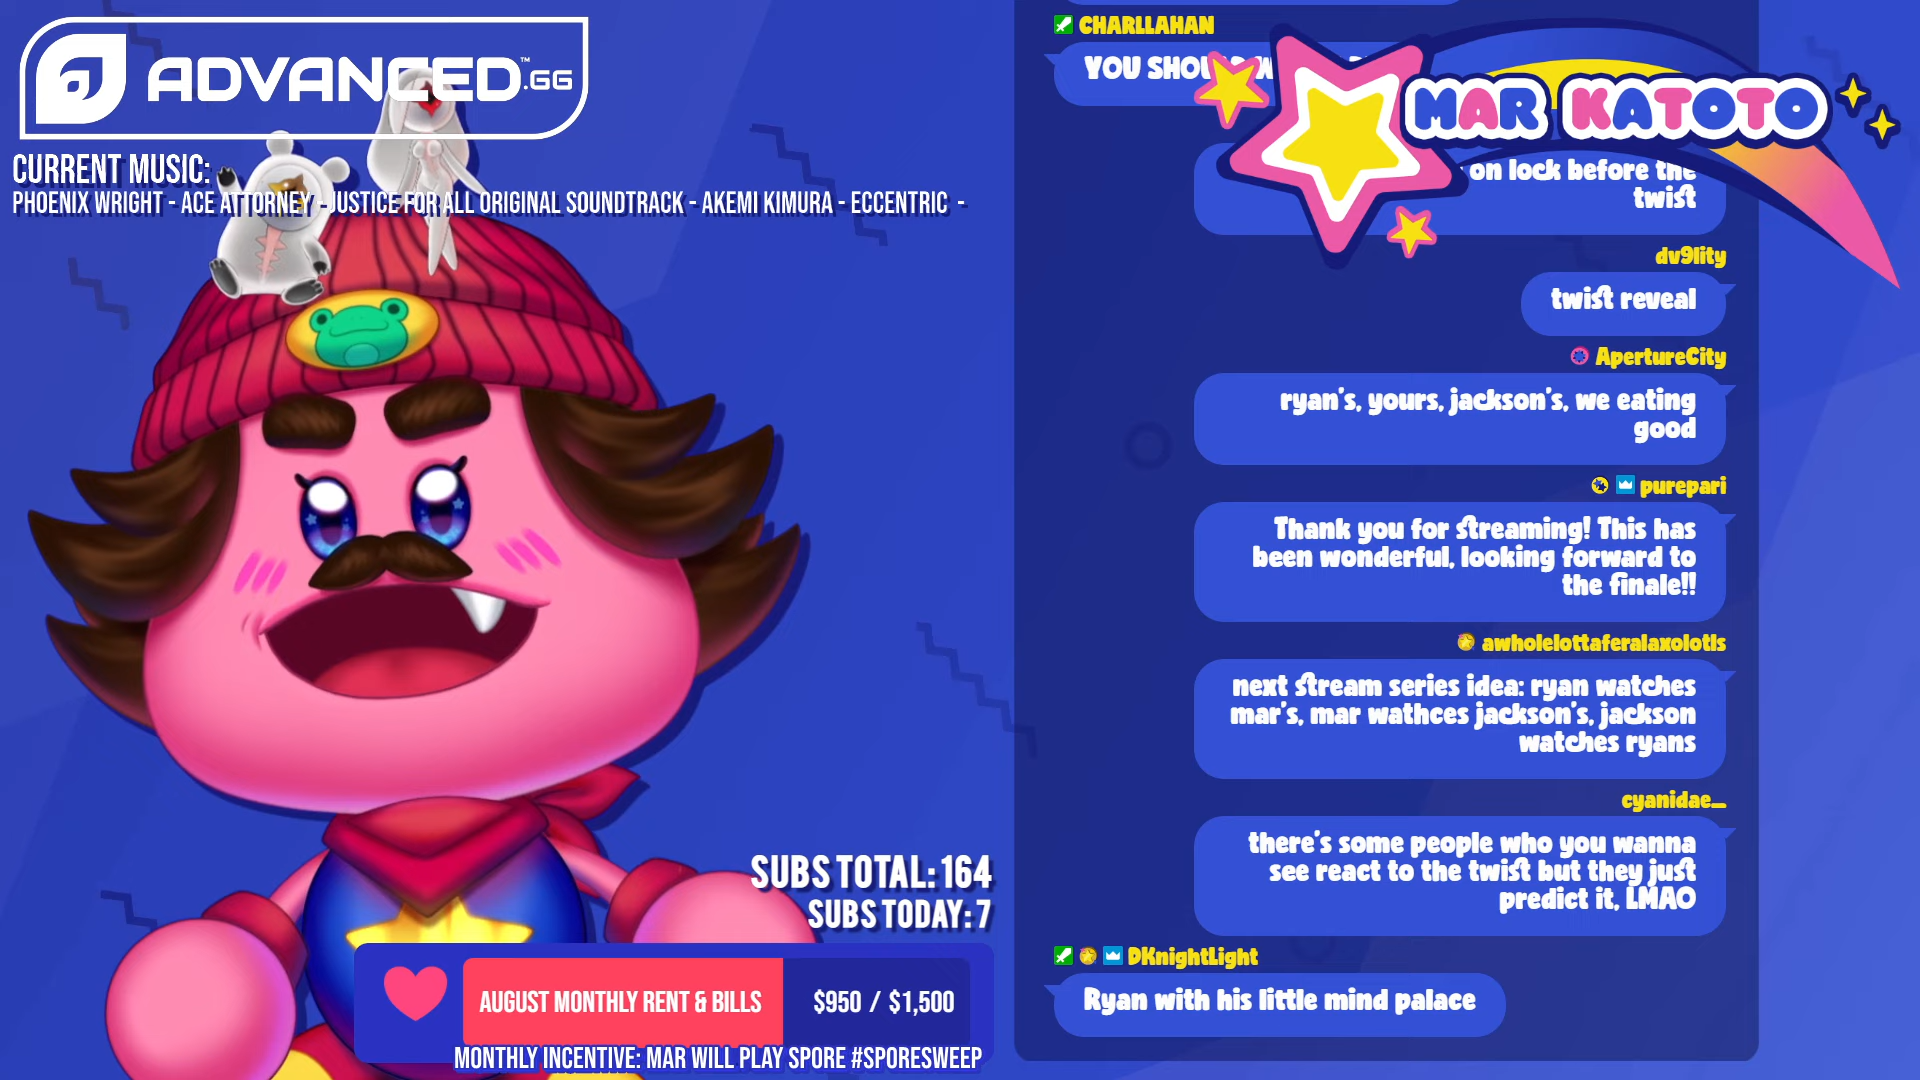 ADVANCED™.GG
CURRENT MUSIC:
PHOENIX WRIGHT - ACE ATTORNEY - JUSTICE FOR ALL ORIGINAL SOUNDTRACK - AKEMI KIMURA - ECCENTRIC -
SUBS TOTAL: 164
SUBS TODAY: 7
AUGUST MONTHLY RENT & BILLS
$950 / $1,500
MONTHLY INCENTIVE: MAR WILL PLAY SPORE #SPORESWEEP
MAR KATOTO
CHARLLAHAN
YOU
on lock before the
twist
dv9lity
twist reveal
ApertureCity
ryan's, yours, jackson's, we eating
good
purepari
Thank you for streaming! This has
been wonderful, looking forward to
the finale!!
awholelottaferalaxolotls
next stream series idea: ryan watches
mar's, mar wathces jackson's, jackson
watches ryans
cyanidae_
there's some people who you wanna
see react to the twist but they just
predict it, LMAO
DKnightLight
Ryan with his little mind palace